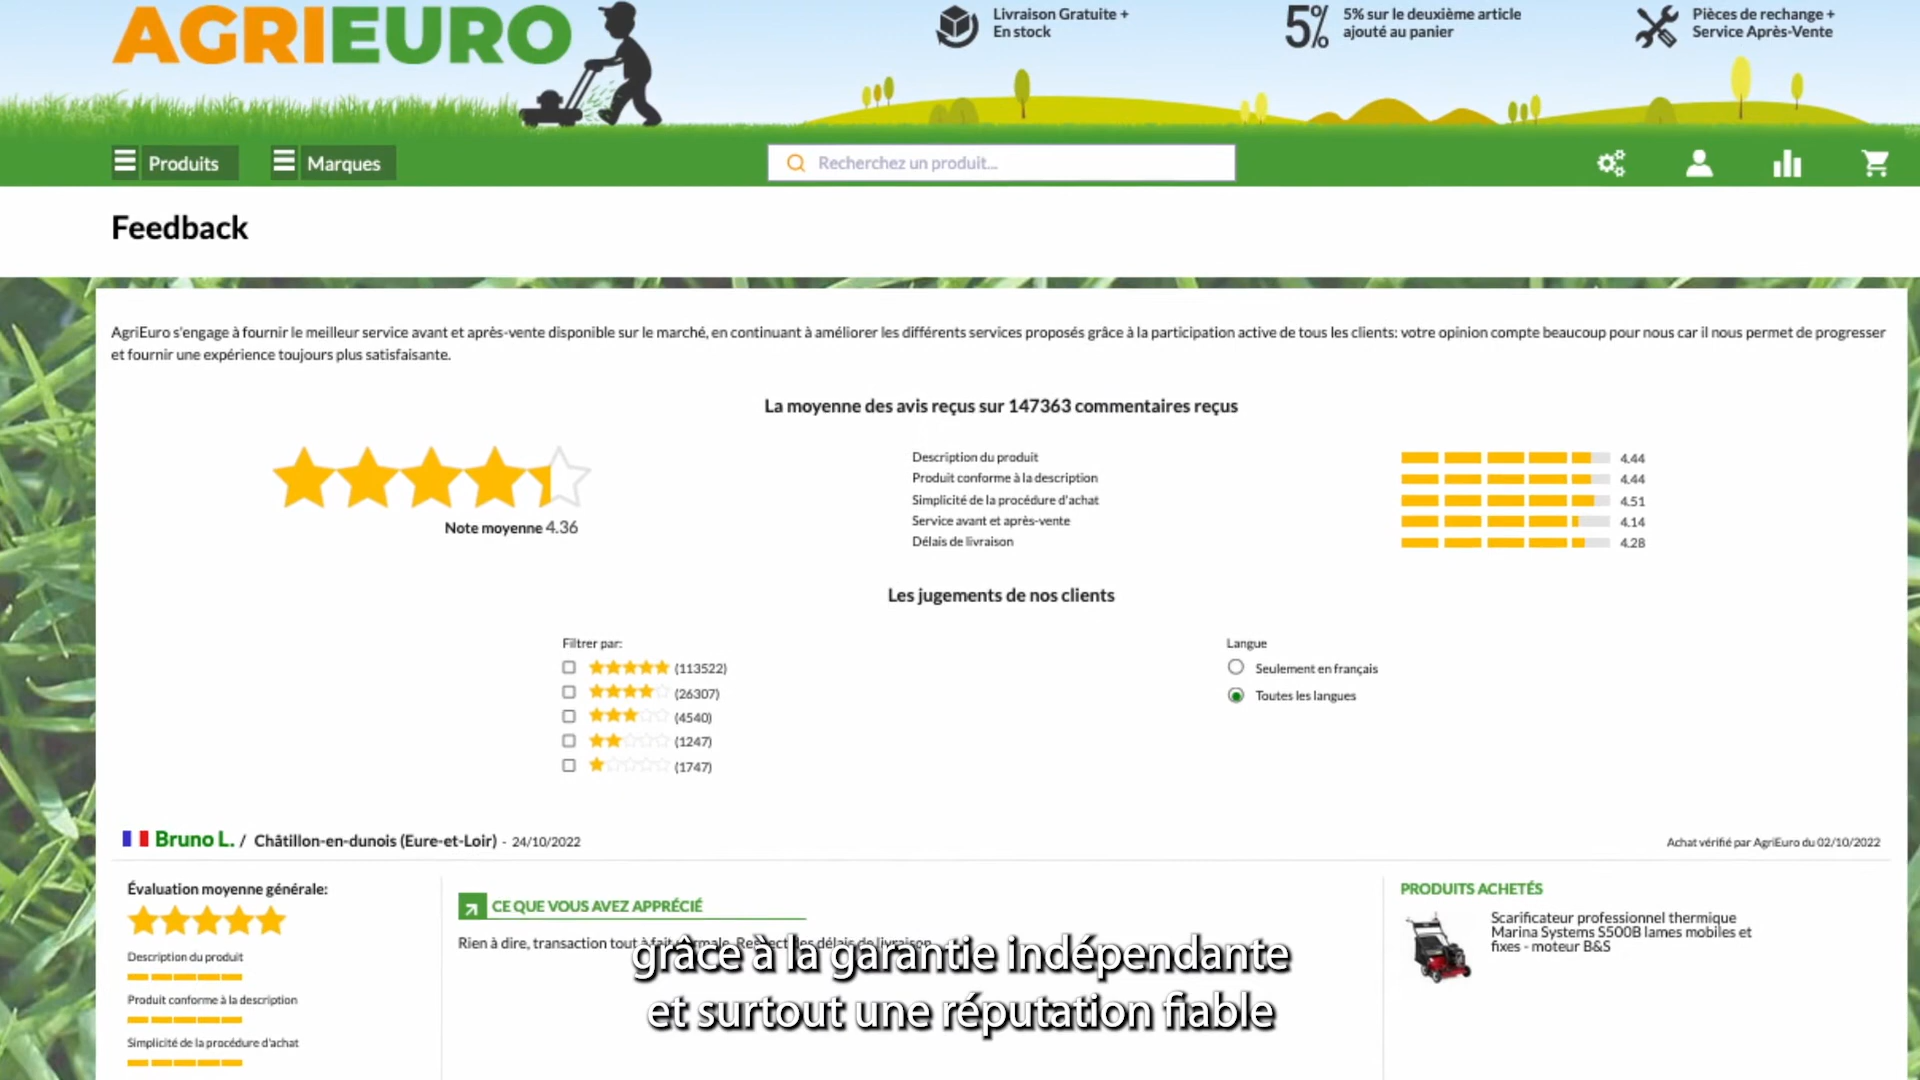 AGRIEURO
Livraison Gratuite +
En stock
5%
5% sur le deuxième article
ajouté au panier
Pièces de rechange +
Service Après-Vente
Produits
Marques
Recherchez un produit...
Feedback
AgriEuro s'engage à fournir le meilleur service avant et après-vente disponible sur le marché, en continuant à améliorer les différents services proposés grâce à la participation active de tous les clients: votre opinion compte beaucoup pour nous car il nous permet de progresser
et fournir une expérience toujours plus satisfaisante.
La moyenne des avis reçus sur 147363 commentaires reçus
Note moyenne 4.36
Description du produit 4.44
Produit conforme à la description 4.44
Simplicité de la procédure d'achat 4.51
Service avant et après-vente 4.14
Délais de livraison 4.28
Les jugements de nos clients
Filtrer par:
(113522)
(26307)
(4540)
(1247)
(1747)
Langue
Seulement en français
Toutes les langues
Bruno L. / Châtillon-en-dunois (Eure-et-Loir) - 24/10/2022
Achat vérifié par AgriEuro du 02/10/2022
Évaluation moyenne générale:
Description du produit
Produit conforme à la description
Simplicité de la procédure d'achat
CE QUE VOUS AVEZ APPRÉCIÉ
Rien à dire, transaction tout à fait normale. Respect des délais de livraison
PRODUITS ACHETÉS
Scarificateur professionnel thermique
Marina Systems S500B lames mobiles et
fixes - moteur B&S
grâce à la garantie indépendante
et surtout une réputation fiable